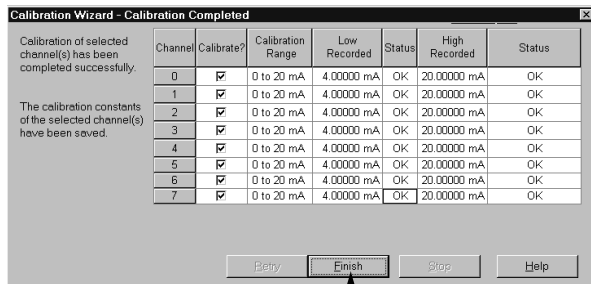 Calibration Wizard - Calibration Completed
Calibration of selected
channel(s) has been
completed successfully.
The calibration constants
of the selected channel(s)
have been saved.
Channel Calibrate? Calibration Range Low Recorded Status High Recorded Status
0 0 to 20 mA 4.00000 mA OK 20.00000 mA OK
1 0 to 20 mA 4.00000 mA OK 20.00000 mA OK
2 0 to 20 mA 4.00000 mA OK 20.00000 mA OK
3 0 to 20 mA 4.00000 mA OK 20.00000 mA OK
4 0 to 20 mA 4.00000 mA OK 20.00000 mA OK
5 0 to 20 mA 4.00000 mA OK 20.00000 mA OK
6 0 to 20 mA 4.00000 mA OK 20.00000 mA OK
7 0 to 20 mA 4.00000 mA OK 20.00000 mA OK
Retry Finish Stop Help